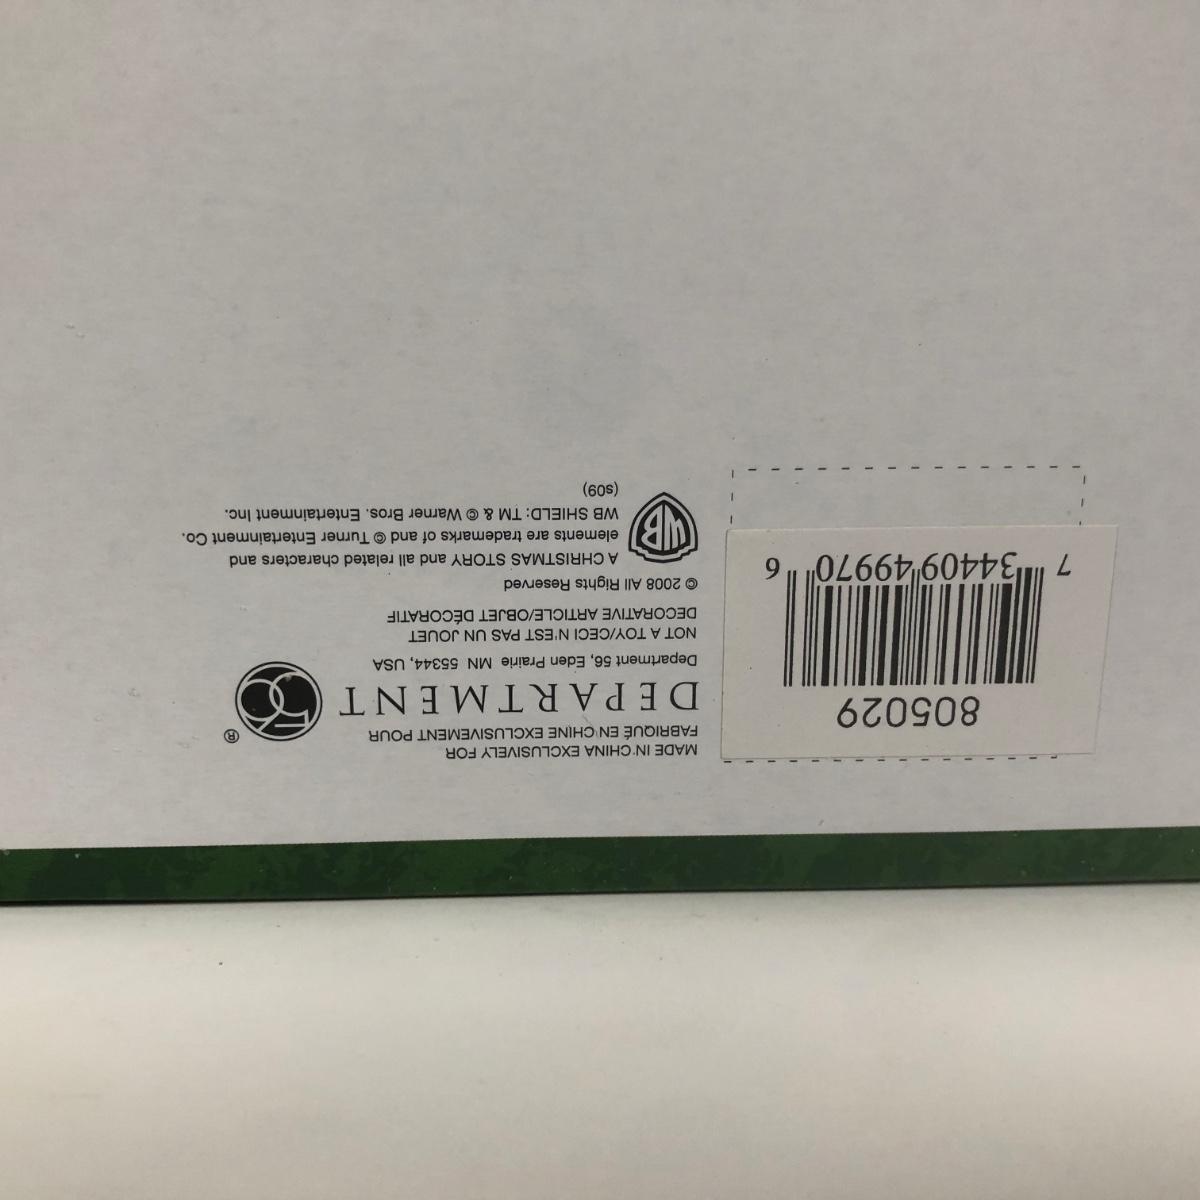 805029
7 34409 49970 6
MADE IN CHINA EXCLUSIVELY FOR
FABRIQUÉ EN CHINE EXCLUSIVEMENT POUR
DEPARTMENT 56 ®
Department 56, Eden Prairie MN 55344, USA
NOT A TOY/CECI N'EST PAS UN JOUET
DECORATIVE ARTICLE/OBJET DÉCORATIF
© 2008 All Rights Reserved
WB
A CHRISTMAS STORY and all related characters and
elements are trademarks of and © Turner Entertainment Co.
WB SHIELD: TM & © Warner Bros. Entertainment Inc.
(s09)